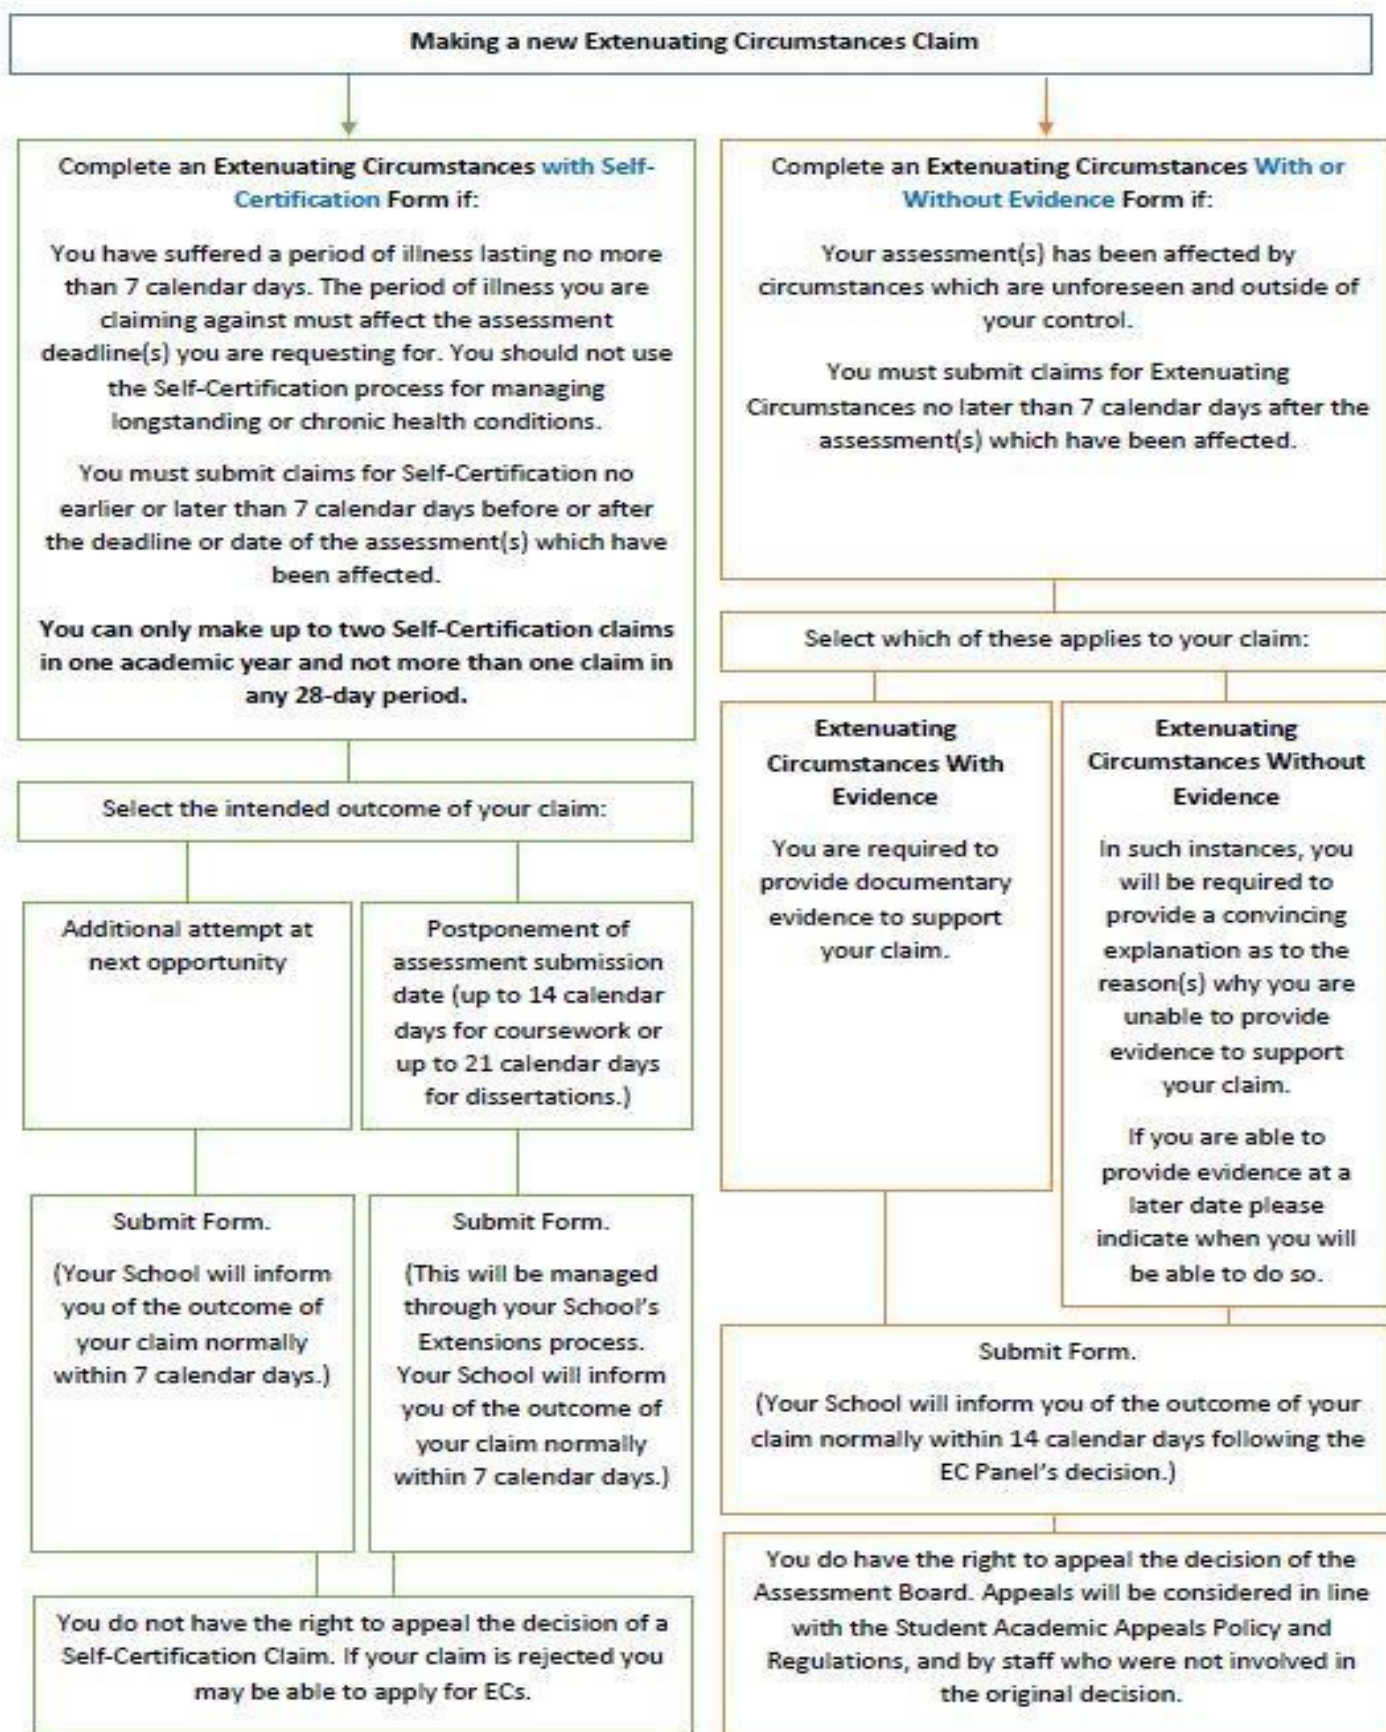 Making a new Extenuating Circumstances Claim
Complete an Extenuating Circumstances with Self-
Certification Form if:
You have suffered a period of illness lasting no more
than 7 calendar days. The period of illness you are
claiming against must affect the assessment
deadline(s) you are requesting for. You should not use
the Self-Certification process for managing
longstanding or chronic health conditions.
You must submit claims for Self-Certification no
earlier or later than 7 calendar days before or after
the deadline or date of the assessment(s) which have
been affected.
You can only make up to two Self-Certification claims
in one academic year and not more than one claim in
any 28-day period.
Select the intended outcome of your claim:
Additional attempt at
next opportunity
Postponement of
assessment submission
date (up to 14 calendar
days for coursework or
up to 21 calendar days
for dissertations.)
Submit Form.
(Your School will inform
you of the outcome of
your claim normally
within 7 calendar days.)
Submit Form.
(This will be managed
through your School's
Extensions process.
Your School will inform
you of the outcome of
your claim normally
within 7 calendar days.)
You do not have the right to appeal the decision of a
Self-Certification Claim. If your claim is rejected you
may be able to apply for ECs.
Complete an Extenuating Circumstances With or
Without Evidence Form if:
Your assessment(s) has been affected by
circumstances which are unforeseen and outside of
your control.
You must submit claims for Extenuating
Circumstances no later than 7 calendar days after the
assessment(s) which have been affected.
Select which of these applies to your claim:
Extenuating
Circumstances With
Evidence
You are required to
provide documentary
evidence to support
your claim.
Extenuating
Circumstances Without
Evidence
In such instances, you
will be required to
provide a convincing
explanation as to the
reason(s) why you are
unable to provide
evidence to support
your claim.
If you are able to
provide evidence at a
later date please
indicate when you will
be able to do so.
Submit Form.
(Your School will inform you of the outcome of your
claim normally within 14 calendar days following the
EC Panel's decision.)
You do have the right to appeal the decision of the
Assessment Board. Appeals will be considered in line
with the Student Academic Appeals Policy and
Regulations, and by staff who were not involved in
the original decision.